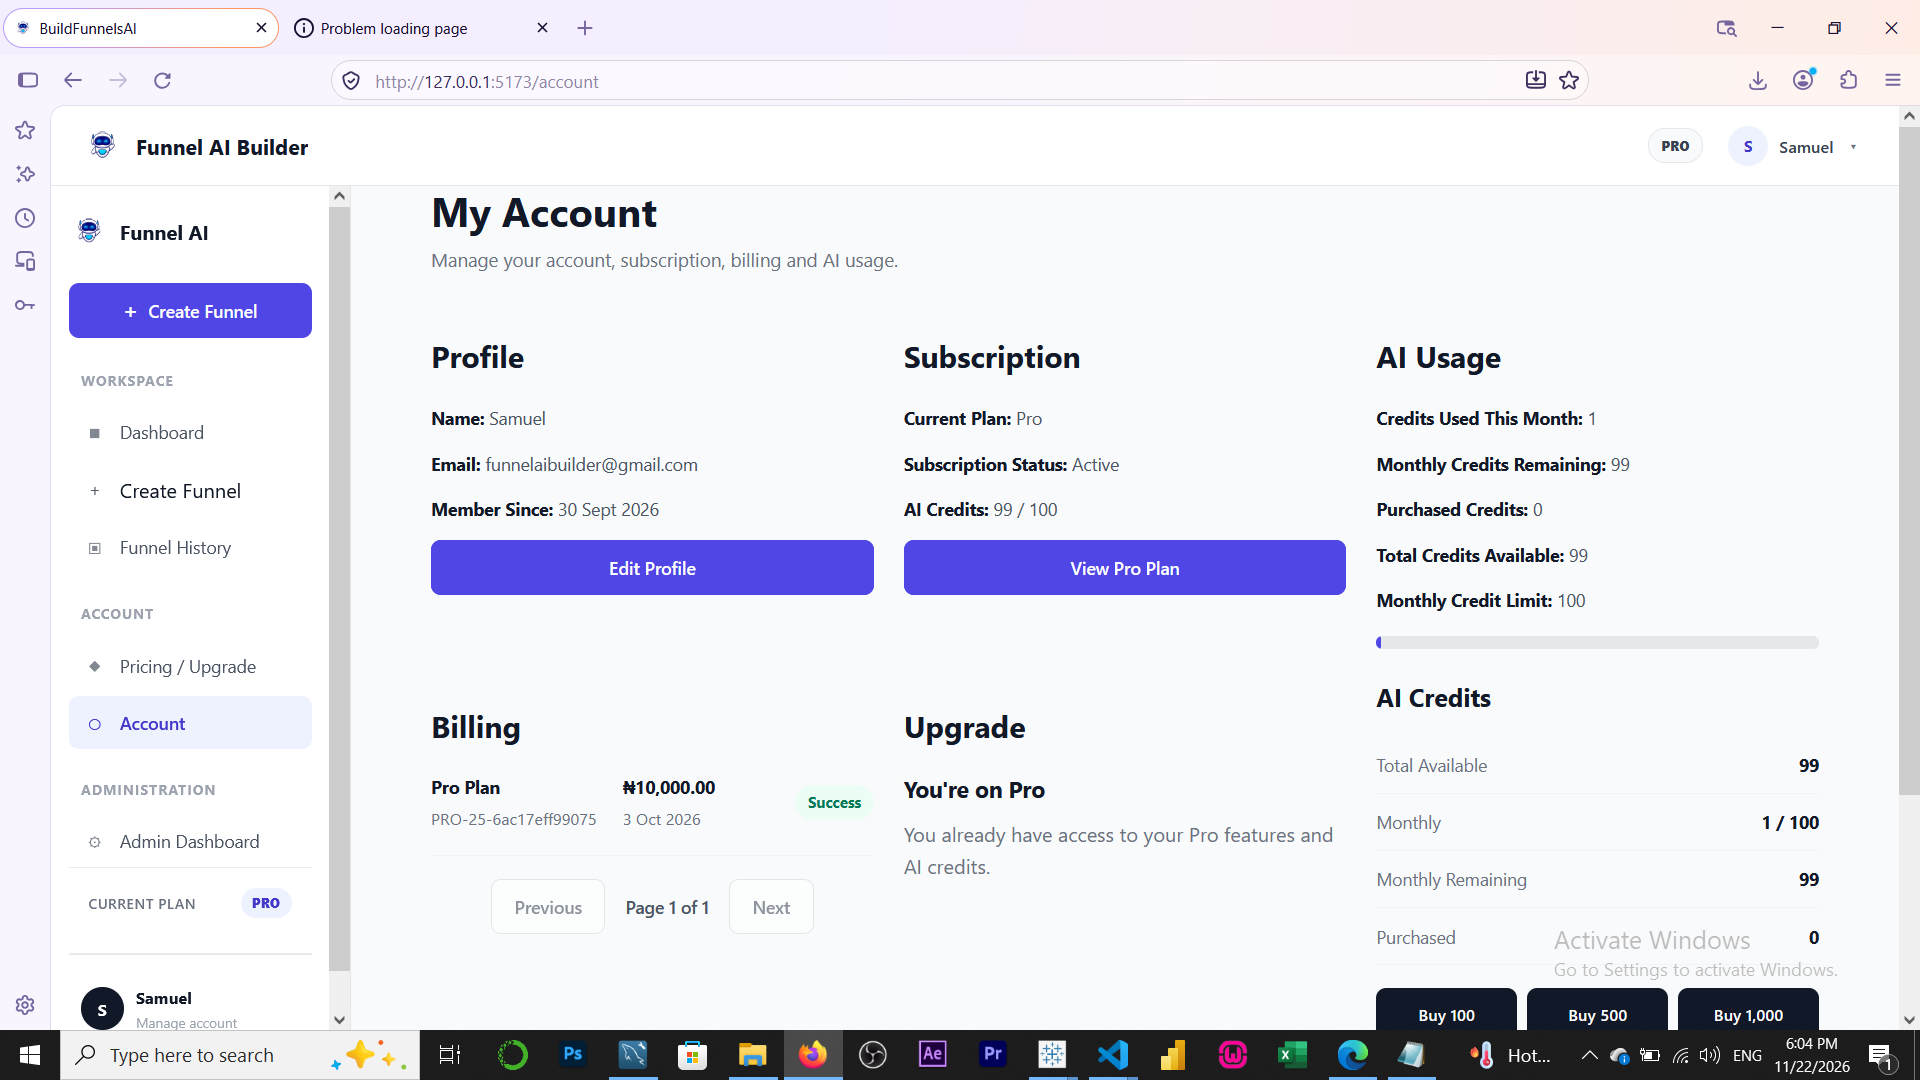 BuildFunnelsAI
Problem loading page
http://127.0.0.1:5173/account
Funnel AI Builder
PRO
S
Samuel
Funnel AI
+ Create Funnel
WORKSPACE
Dashboard
+ Create Funnel
Funnel History
ACCOUNT
Pricing / Upgrade
Account
ADMINISTRATION
Admin Dashboard
CURRENT PLAN PRO
S
Samuel
Manage account
My Account
Manage your account, subscription, billing and AI usage.
Profile
Name: Samuel
Email: funnelaibuilder@gmail.com
Member Since: 30 Sept 2026
Edit Profile
Subscription
Current Plan: Pro
Subscription Status: Active
AI Credits: 99 / 100
View Pro Plan
AI Usage
Credits Used This Month: 1
Monthly Credits Remaining: 99
Purchased Credits: 0
Total Credits Available: 99
Monthly Credit Limit: 100
Billing
Pro Plan ₦10,000.00
PRO-25-6ac17eff99075 3 Oct 2026
Success
Previous Page 1 of 1 Next
Upgrade
You're on Pro
You already have access to your Pro features and
AI credits.
AI Credits
Total Available 99
Monthly 1 / 100
Monthly Remaining 99
Purchased 0
Buy 100 Buy 500 Buy 1,000
Activate Windows
Go to Settings to activate Windows.
Type here to search
Ps
Ae
Pr
Hot...
ENG
6:04 PM
11/22/2026
1